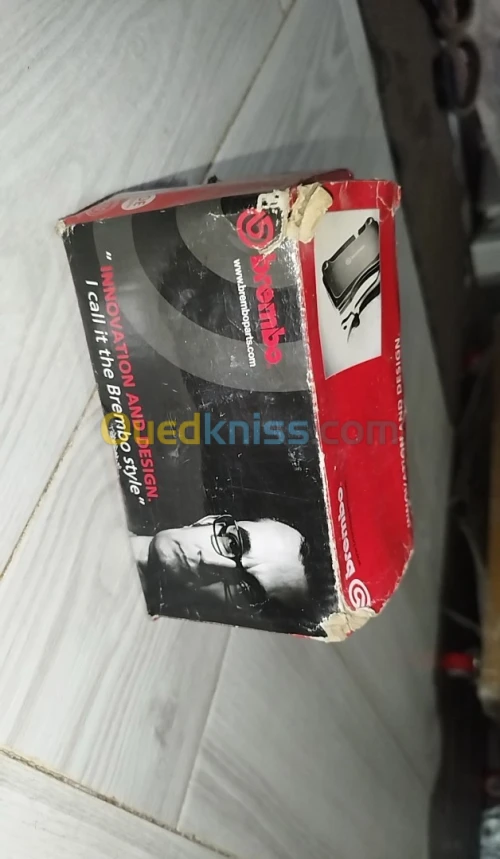 brembo
www.bremboparts.com
"INNOVATION AND DESIGN.
I call it the Brembo style"
brembo
Ouedkniss.com